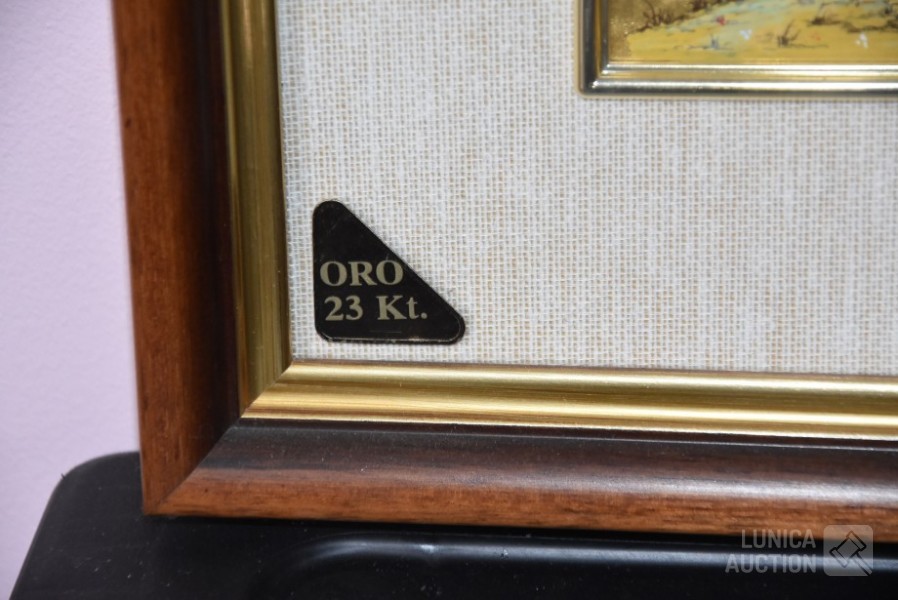 ORO
23 Kt.
LUNICA
AUCTION